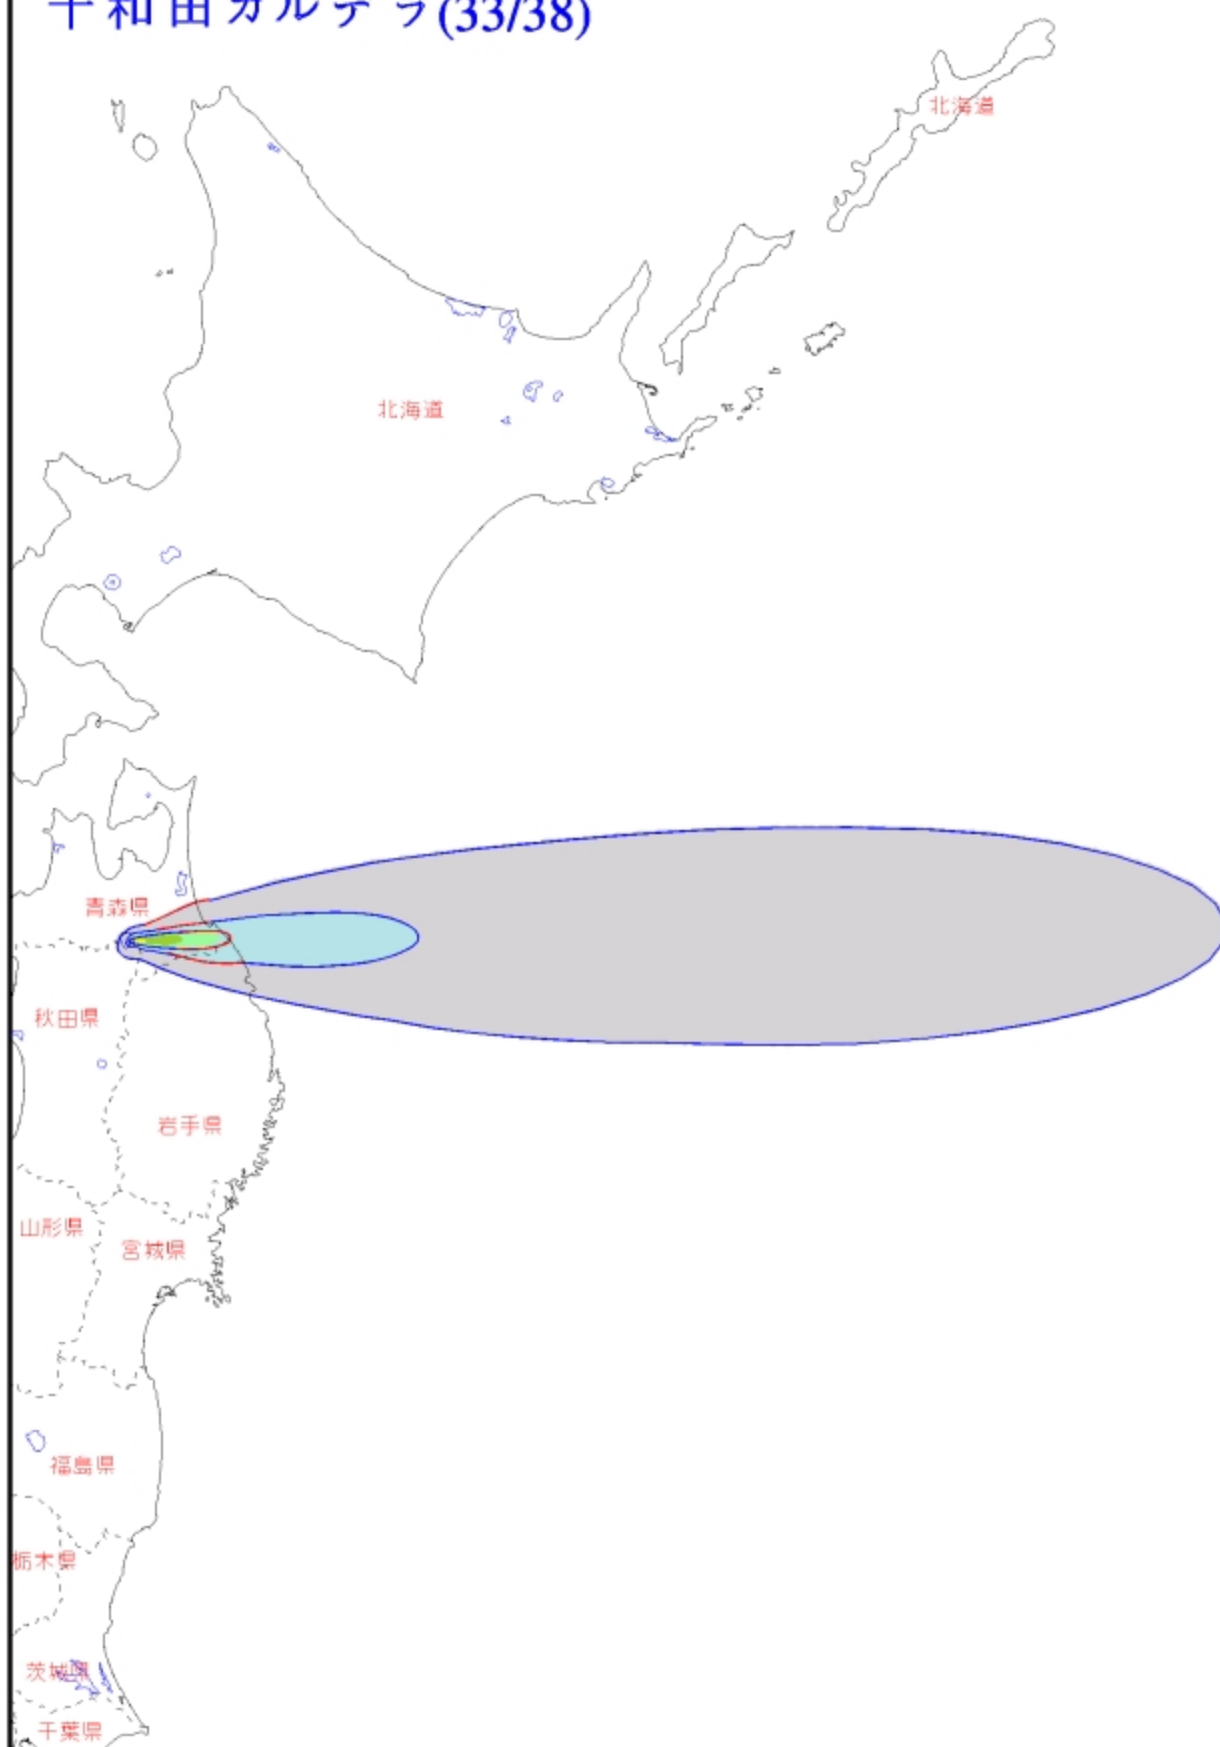 十和田カルデラ(33/38)
北海道
北海道
青森県
秋田県
岩手県
山形県
宮城県
福島県
栃木県
茨城県
千葉県